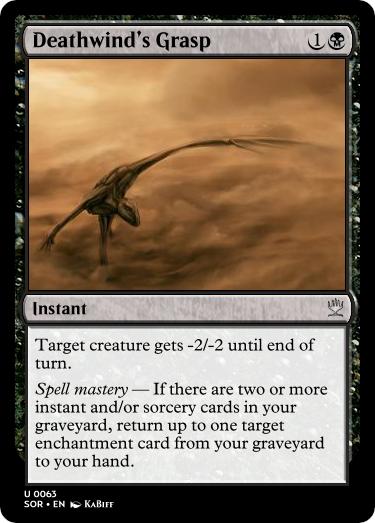 Deathwind's Grasp 1
Instant
Target creature gets -2/-2 until end of
turn.
Spell mastery — If there are two or more
instant and/or sorcery cards in your
graveyard, return up to one target
enchantment card from your graveyard
to your hand.
U 0063
SOR • EN KaBiff